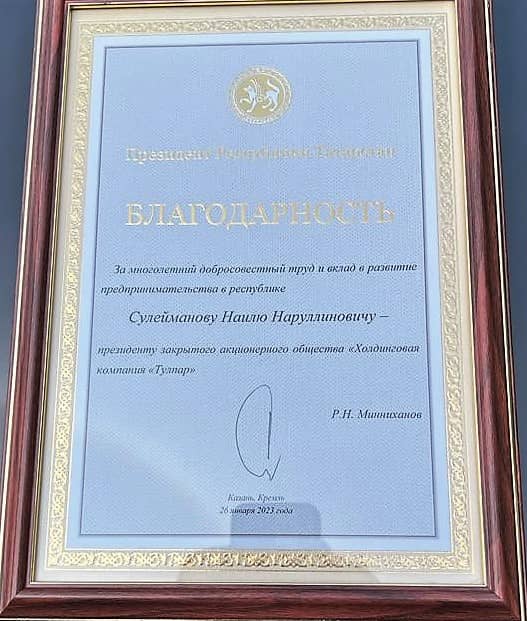 Президент Республики Татарстан
БЛАГОДАРНОСТЬ
За многолетний добросовестный труд и вклад в развитие
предпринимательства в республике
Сулейманову Наилю Наруллиновичу –
президенту закрытого акционерного общества «Холдинговая
компания «Тулпар»
Р.Н. Минниханов
Казань, Кремль
26 января 2023 года